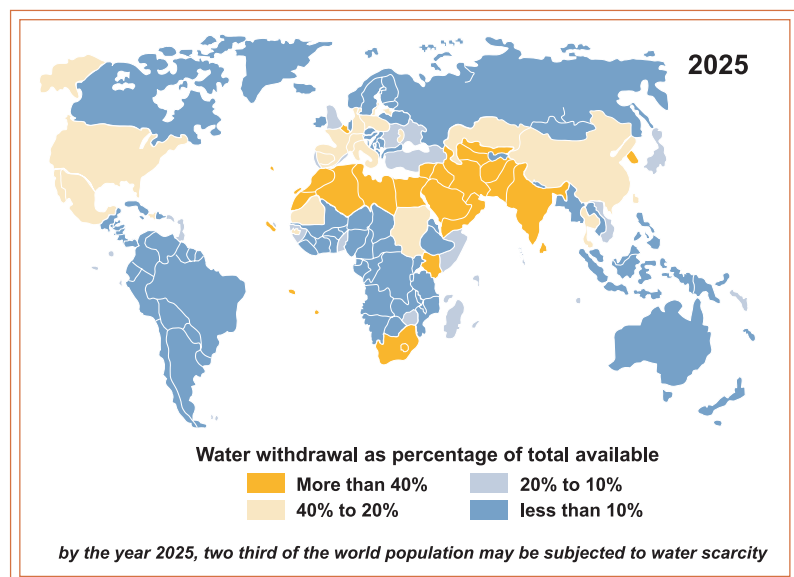 2025
Water withdrawal as percentage of total available
More than 40%
20% to 10%
40% to 20%
less than 10%
by the year 2025, two third of the world population may be subjected to water scarcity